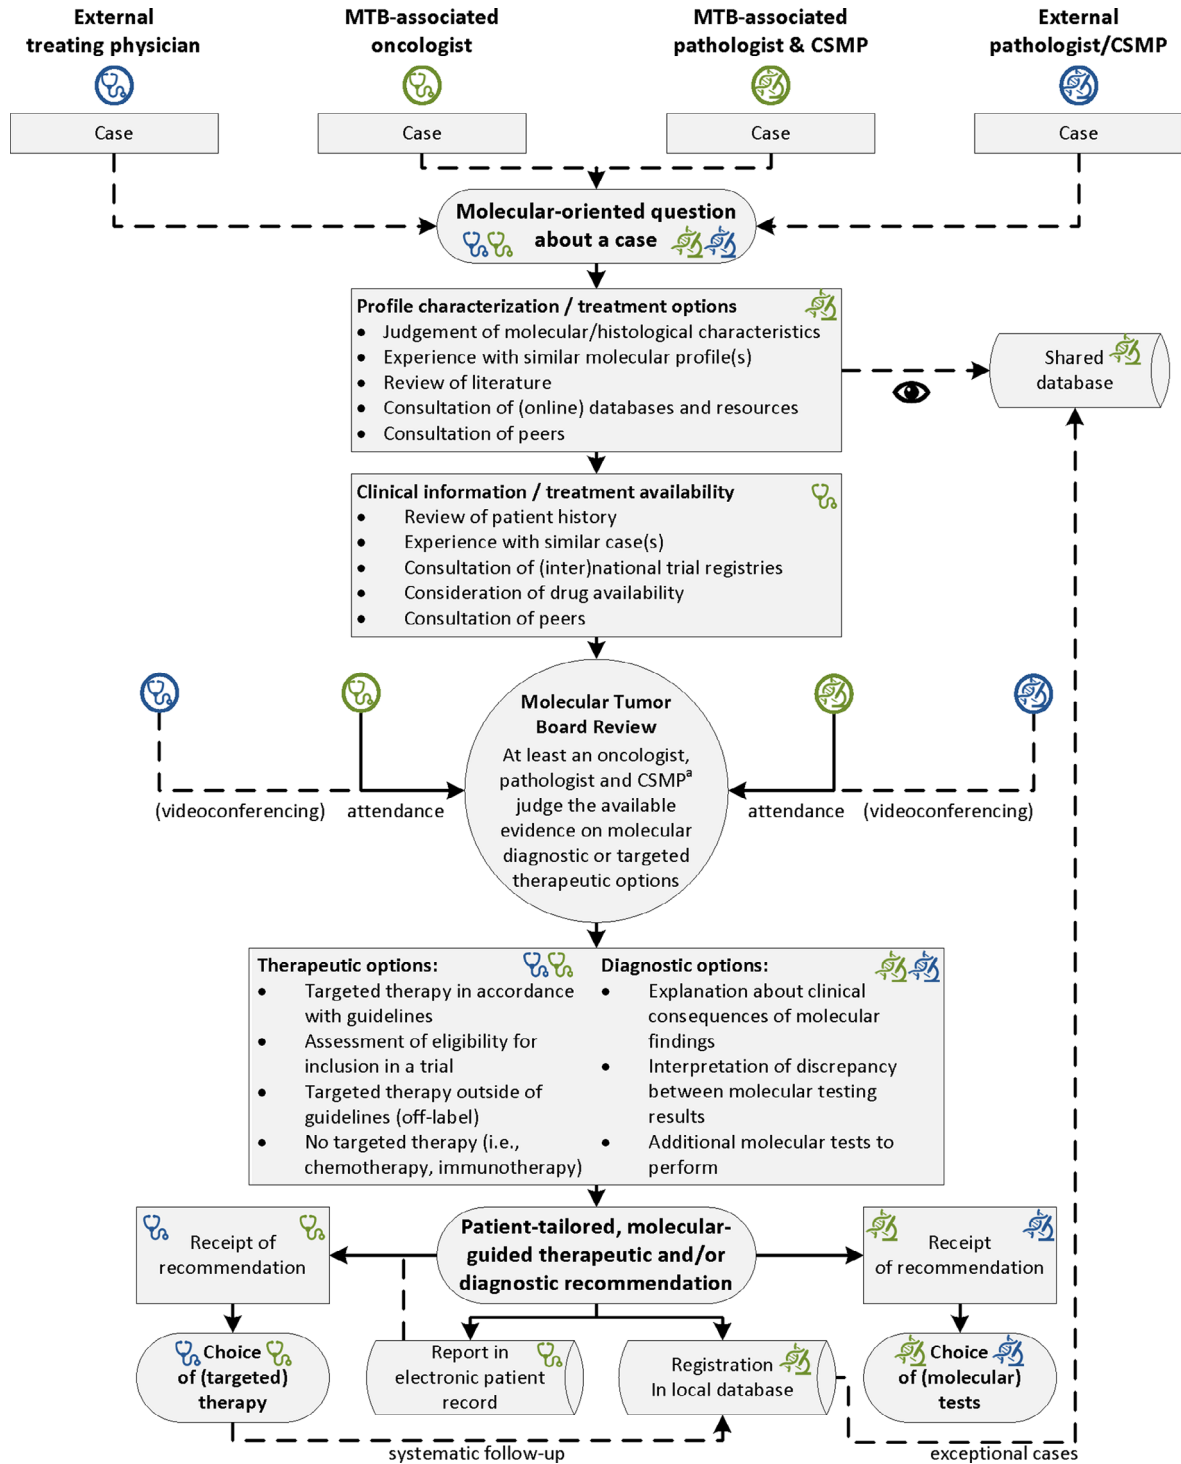 External
treating physician
MTB-associated
oncologist
MTB-associated
pathologist & CSMP
External
pathologist/CSMP
Case
Case
Case
Case
Molecular-oriented question
about a case
Profile characterization / treatment options
• Judgement of molecular/histological characteristics
• Experience with similar molecular profile(s)
• Review of literature
• Consultation of (online) databases and resources
• Consultation of peers
Shared
database
Clinical information / treatment availability
• Review of patient history
• Experience with similar case(s)
• Consultation of (inter)national trial registries
• Consideration of drug availability
• Consultation of peers
Molecular Tumor
Board Review
At least an oncologist,
pathologist and CSMPᵃ
judge the available
evidence on molecular
diagnostic or targeted
therapeutic options
(videoconferencing)
attendance
attendance
(videoconferencing)
Therapeutic options:
• Targeted therapy in accordance
with guidelines
• Assessment of eligibility for
inclusion in a trial
• Targeted therapy outside of
guidelines (off-label)
• No targeted therapy (i.e.,
chemotherapy, immunotherapy)
Diagnostic options:
• Explanation about clinical
consequences of molecular
findings
• Interpretation of discrepancy
between molecular testing
results
• Additional molecular tests to
perform
Receipt of
recommendation
Patient-tailored, molecular-
guided therapeutic and/or
diagnostic recommendation
Receipt
of recommendation
Choice
of (targeted)
therapy
Report in
electronic patient
record
Registration
In local database
Choice
of (molecular)
tests
systematic follow-up
exceptional cases